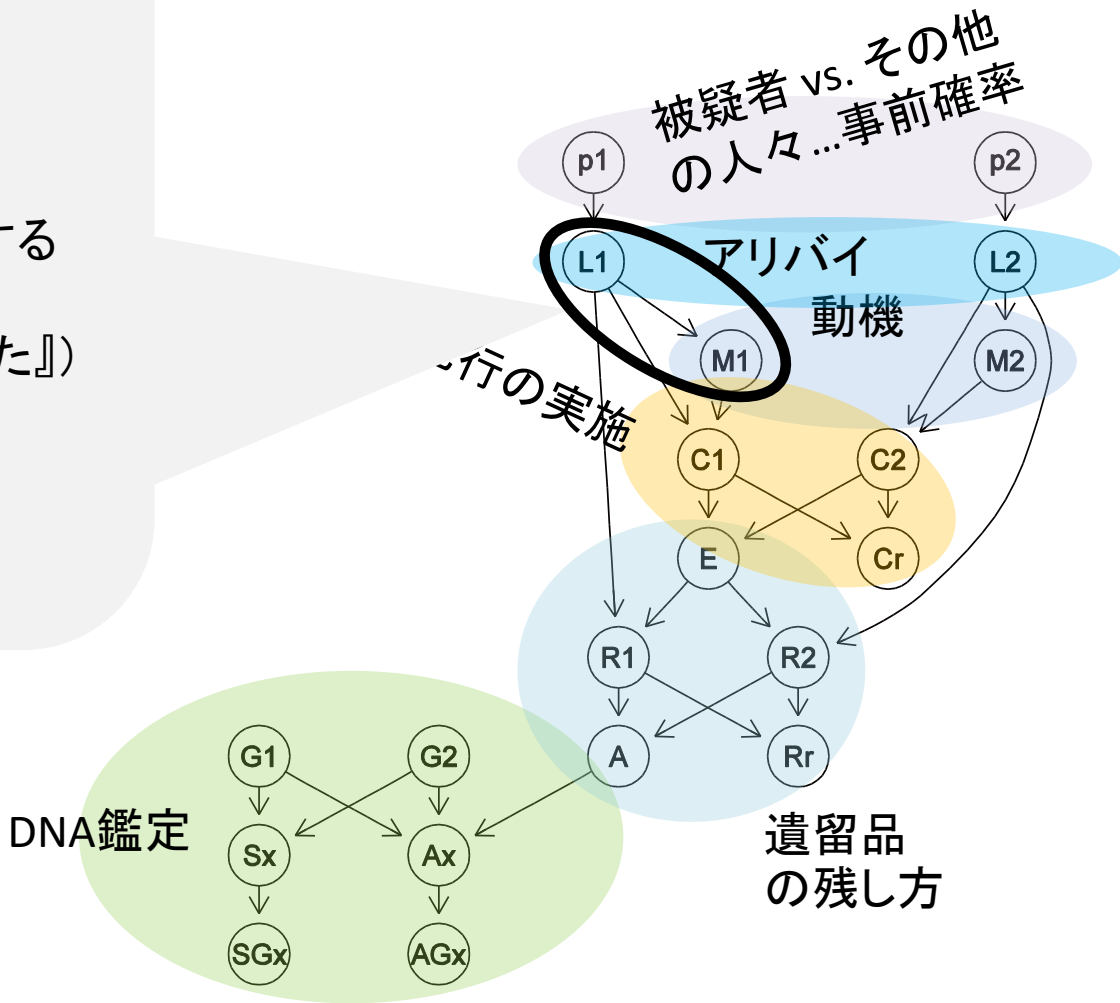 被疑者 vs. その他
の人々…事前確率
p1
p2
する
L1
アリバイ
L2
動機
た』)
M1
M2
行の実施
C1
C2
E
Cr
R1
R2
G1
G2
A
Rr
DNA鑑定
Sx
Ax
遺留品
の残し方
SGx
AGx